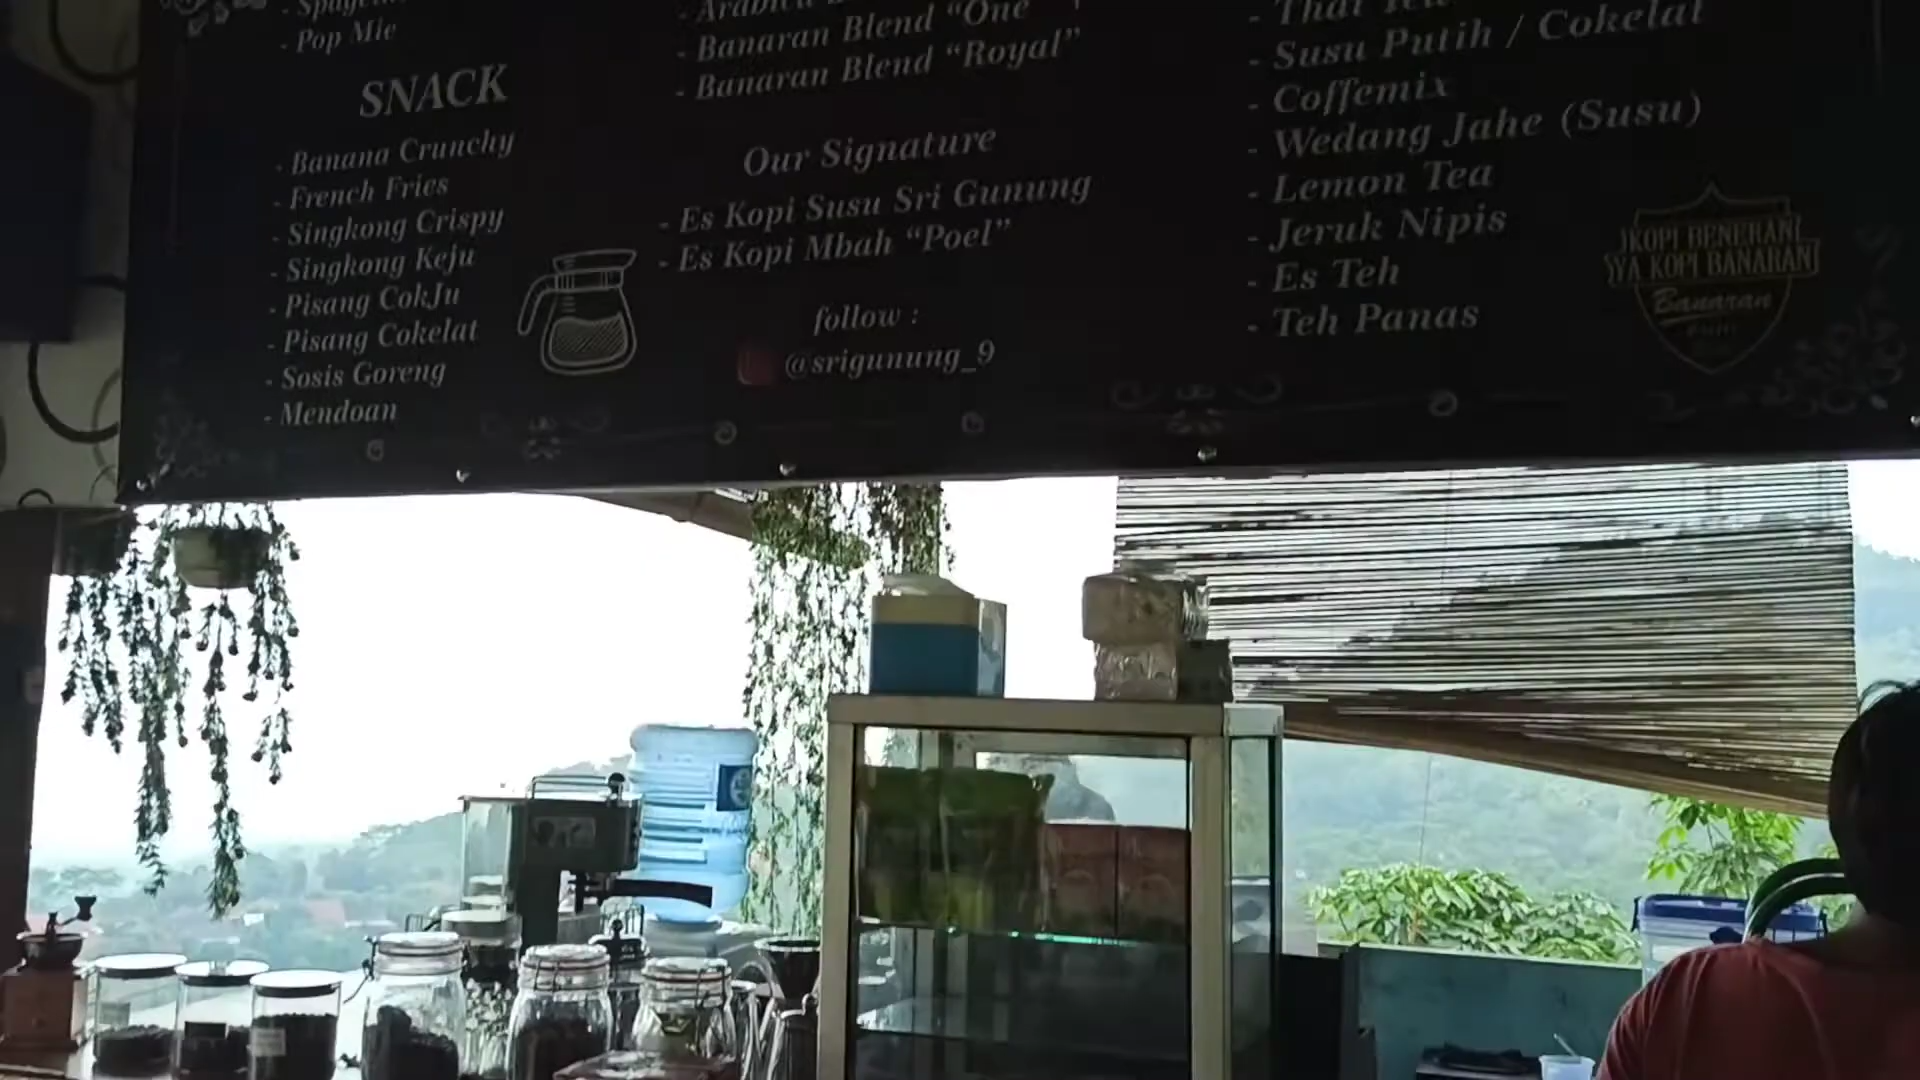 - Pop Mie
SNACK
- Banana Crunchy
- French Fries
- Singkong Crispy
- Singkong Keju
- Pisang CokJu
- Pisang Cokelat
- Sosis Goreng
- Mendoan
- Banaran Blend “One
- Banaran Blend “Royal”
Our Signature
- Es Kopi Susu Sri Gunung
- Es Kopi Mbah “Poel”
follow :
@srigunung_9
- Thai Tea
- Susu Putih / Cokelat
- Coffemix
- Wedang Jahe (Susu)
- Lemon Tea
- Jeruk Nipis
- Es Teh
- Teh Panas
KOPI BENERAN
YA KOPI BANARAN
Banaran